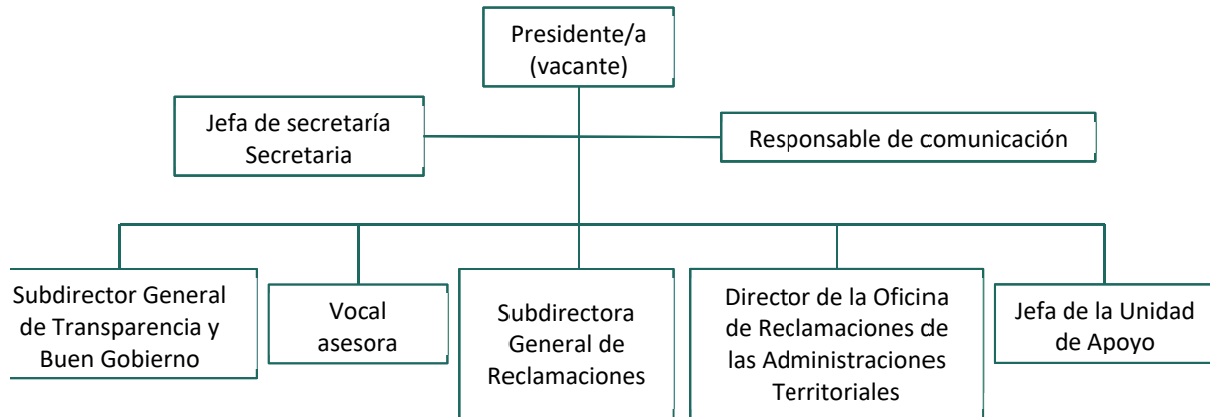 Presidente/a
(vacante)
Jefa de secretaría
Secretaria
Responsable de comunicación
Subdirector General
de Transparencia y
Buen Gobierno
Vocal
asesora
Subdirectora
General de
Reclamaciones
Director de la Oficina
de Reclamaciones de
las Administraciones
Territoriales
Jefa de la Unidad
de Apoyo